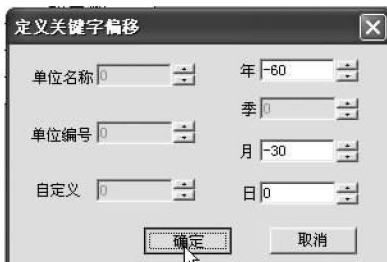 定义关键字偏移
单位名称 0 年 -60
季 0
单位编号 0
月 -30
自定义 0 日 0
确定 取消